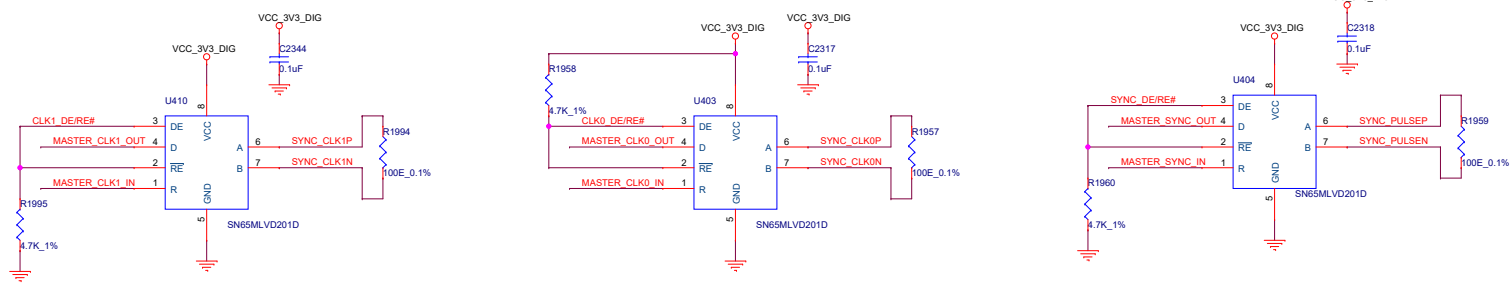 VCC_3V3_DIG
C2344
0.1uF
VCC_3V3_DIG
U410
CLK1_DE/RE#
MASTER_CLK1_OUT
MASTER_CLK1_IN
3
4
2
1
DE
D
RE
R
VCC
GND
8
5
A
B
6
7
SYNC_CLK1P
SYNC_CLK1N
R1994
100E_0.1%
R1995
4.7K_1%
SN65MLVD201D
VCC_3V3_DIG
C2317
0.1uF
VCC_3V3_DIG
R1958
4.7K_1%
U403
CLK0_DE/RE#
MASTER_CLK0_OUT
MASTER_CLK0_IN
3
4
2
1
DE
D
RE
R
VCC
GND
8
5
A
B
6
7
SYNC_CLK0P
SYNC_CLK0N
R1957
100E_0.1%
SN65MLVD201D
VCC_3V3_DIG
C2318
0.1uF
VCC_3V3_DIG
U404
SYNC_DE/RE#
MASTER_SYNC_OUT
MASTER_SYNC_IN
3
4
2
1
DE
D
RE
R
VCC
GND
8
5
A
B
6
7
SYNC_PULSEP
SYNC_PULSEN
R1959
100E_0.1%
R1960
4.7K_1%
SN65MLVD201D